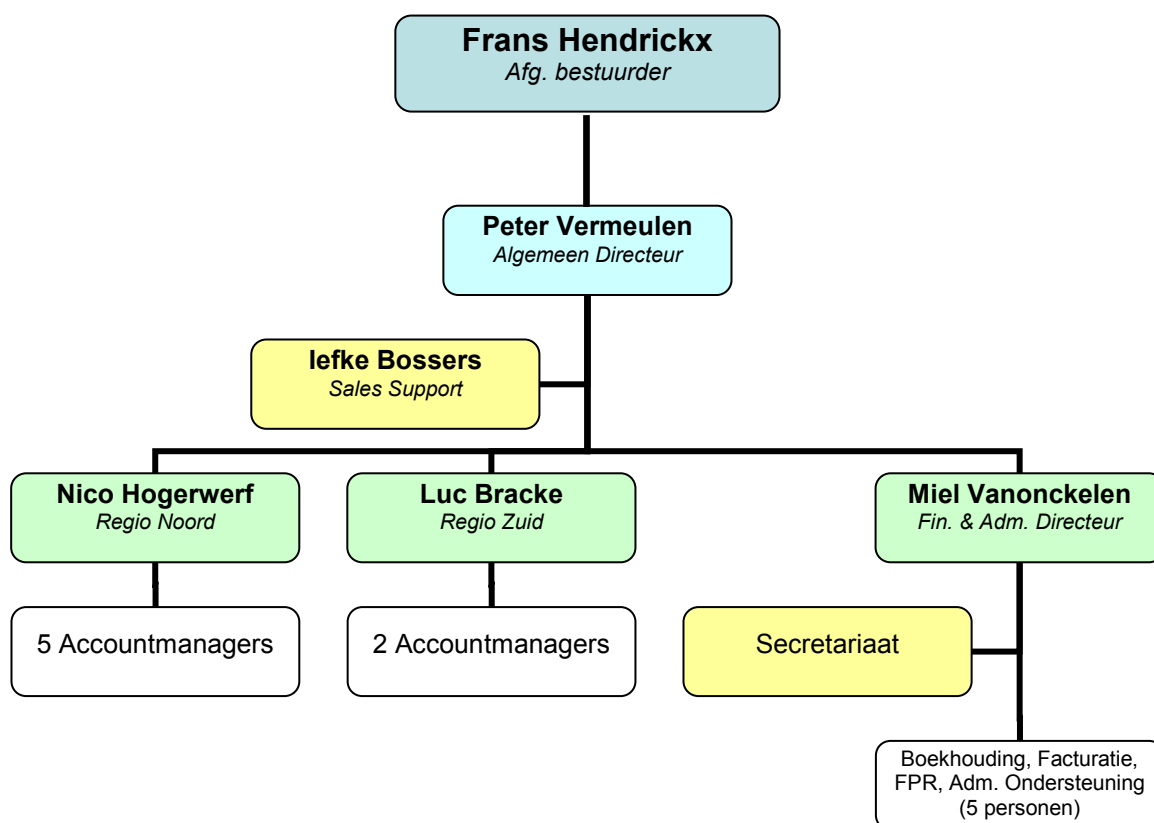 Frans Hendrickx
Afg. bestuurder
Peter Vermeulen
Algemeen Directeur
Iefke Bossers
Sales Support
Nico Hogerwerf
Regio Noord
Luc Bracke
Regio Zuid
Miel Vanonckelen
Fin. & Adm. Directeur
5 Accountmanagers
2 Accountmanagers
Secretariaat
Boekhouding, Facturatie,
FPR, Adm. Ondersteuning
(5 personen)